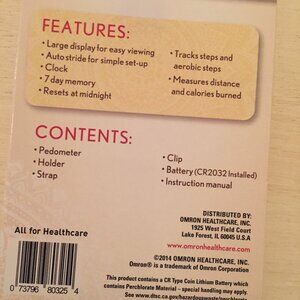 FEATURES:
• Large display for easy viewing
• Auto stride for simple set-up
• Clock
• 7 day memory
• Resets at midnight
• Tracks steps and
aerobic steps
• Measures distance
and calories burned
CONTENTS:
• Pedometer
• Holder
• Strap
• Clip
• Battery (CR2032 Installed)
• Instruction manual
DISTRIBUTED BY:
OMRON HEALTHCARE, INC.
1925 West Field Court
Lake Forest, IL 60045 U.S.A
www.omronhealthcare.com
All for Healthcare
©2014 OMRON HEALTHCARE, INC.
Omron® is a trademark of Omron Corporation
This product contains a CR Type Coin Lithium Battery which
contains Perchlorate Material – special handling may apply.
0 73796 80325 4